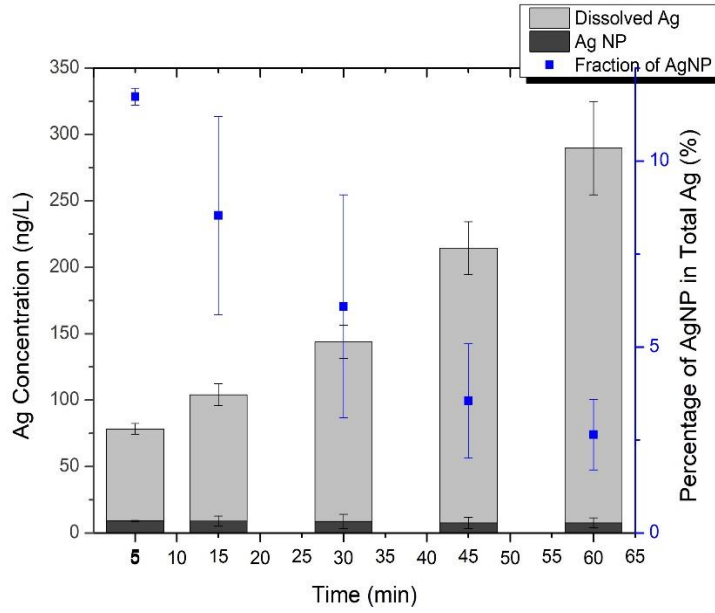 Dissolved Ag
Ag NP
Fraction of AgNP
350
300
250
200
150
100
50
0
Ag Concentration (ng/L)
10
5
0
Percentage of AgNP in Total Ag (%)
5 10 15 20 25 30 35 40 45 50 55 60 65
Time (min)